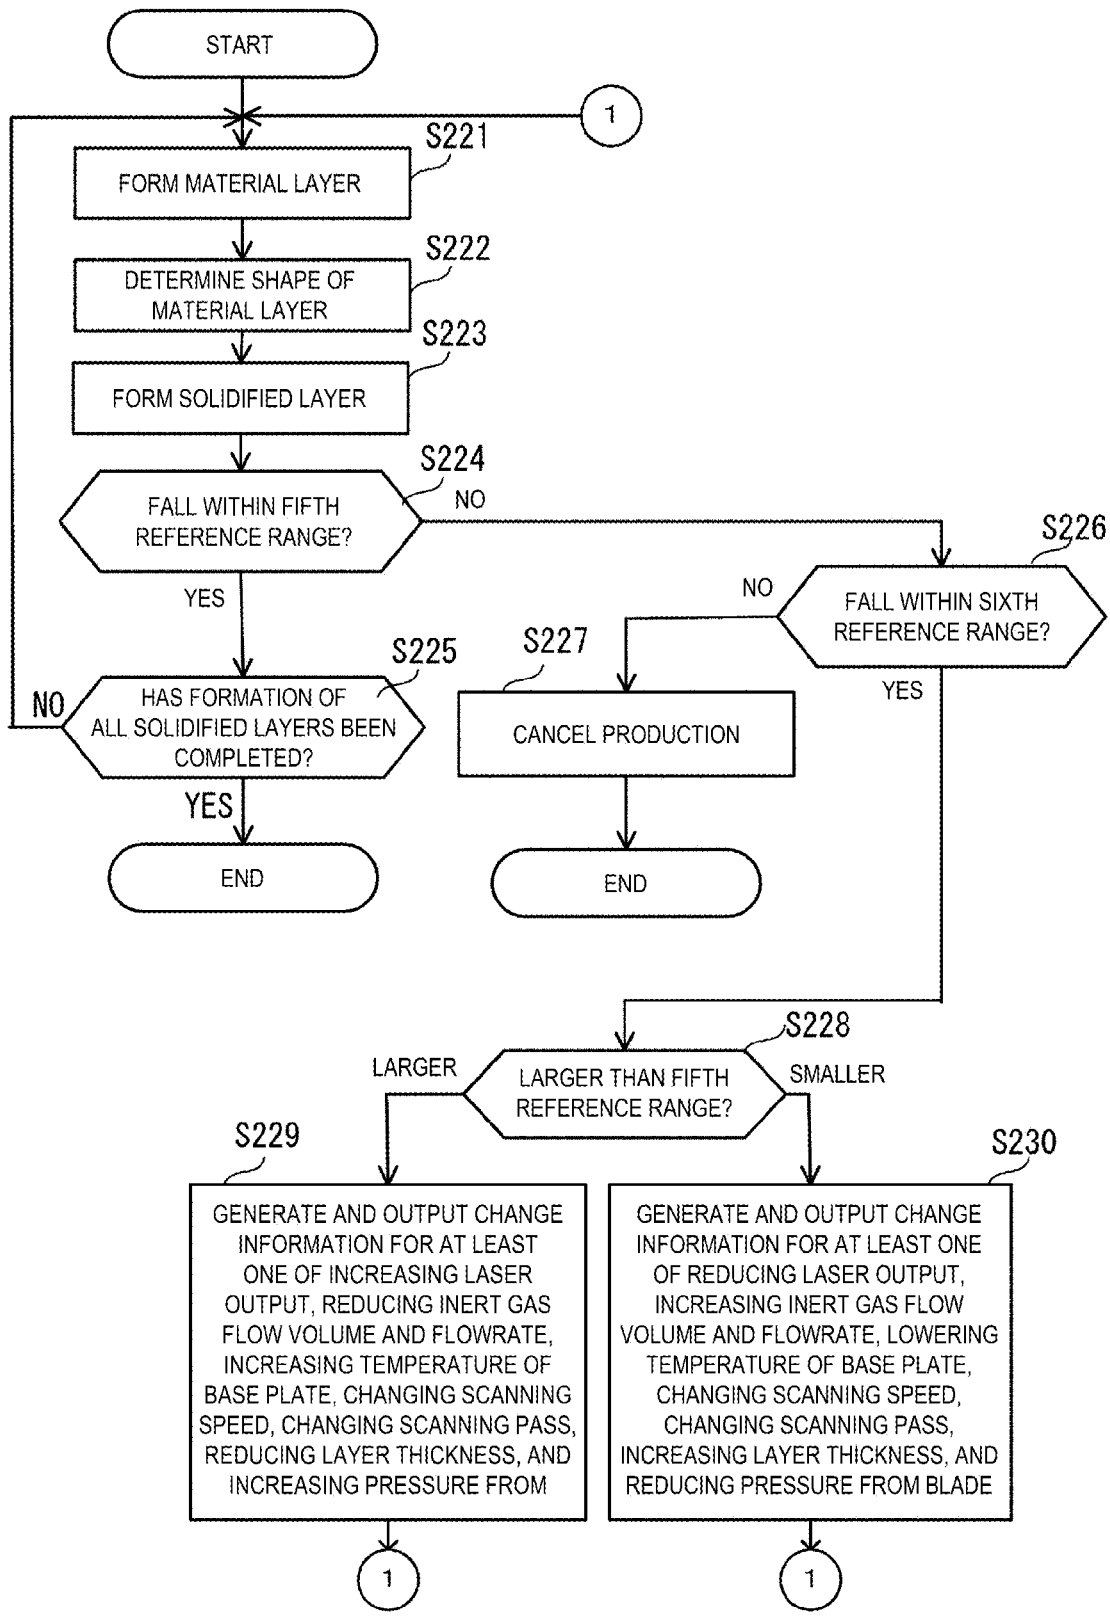 START
1
S221
FORM MATERIAL LAYER
S222
DETERMINE SHAPE OF
MATERIAL LAYER
S223
FORM SOLIDIFIED LAYER
S224
FALL WITHIN FIFTH
REFERENCE RANGE?
NO
YES
S226
FALL WITHIN SIXTH
REFERENCE RANGE?
NO
YES
S225
HAS FORMATION OF
ALL SOLIDIFIED LAYERS BEEN
COMPLETED?
NO
YES
END
S227
CANCEL PRODUCTION
END
S228
LARGER THAN FIFTH
REFERENCE RANGE?
LARGER
SMALLER
S229
GENERATE AND OUTPUT CHANGE
INFORMATION FOR AT LEAST
ONE OF INCREASING LASER
OUTPUT, REDUCING INERT GAS
FLOW VOLUME AND FLOWRATE,
INCREASING TEMPERATURE OF
BASE PLATE, CHANGING SCANNING
SPEED, CHANGING SCANNING PASS,
REDUCING LAYER THICKNESS, AND
INCREASING PRESSURE FROM
1
S230
GENERATE AND OUTPUT CHANGE
INFORMATION FOR AT LEAST ONE
OF REDUCING LASER OUTPUT,
INCREASING INERT GAS FLOW
VOLUME AND FLOWRATE, LOWERING
TEMPERATURE OF BASE PLATE,
CHANGING SCANNING SPEED,
CHANGING SCANNING PASS,
INCREASING LAYER THICKNESS, AND
REDUCING PRESSURE FROM BLADE
1